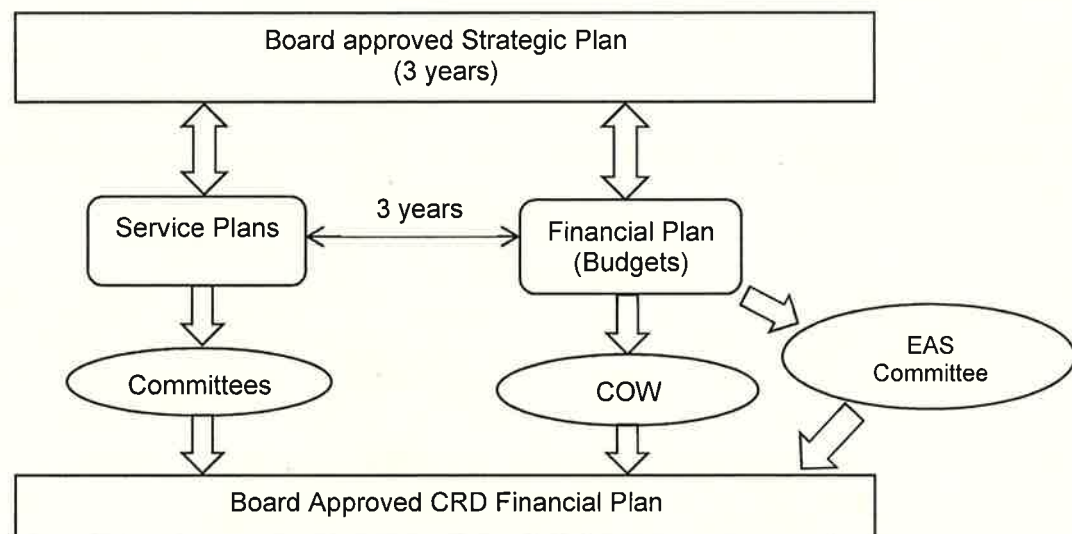 Board approved Strategic Plan
(3 years)
Service Plans
3 years
Financial Plan
(Budgets)
Committees
COW
EAS
Committee
Board Approved CRD Financial Plan